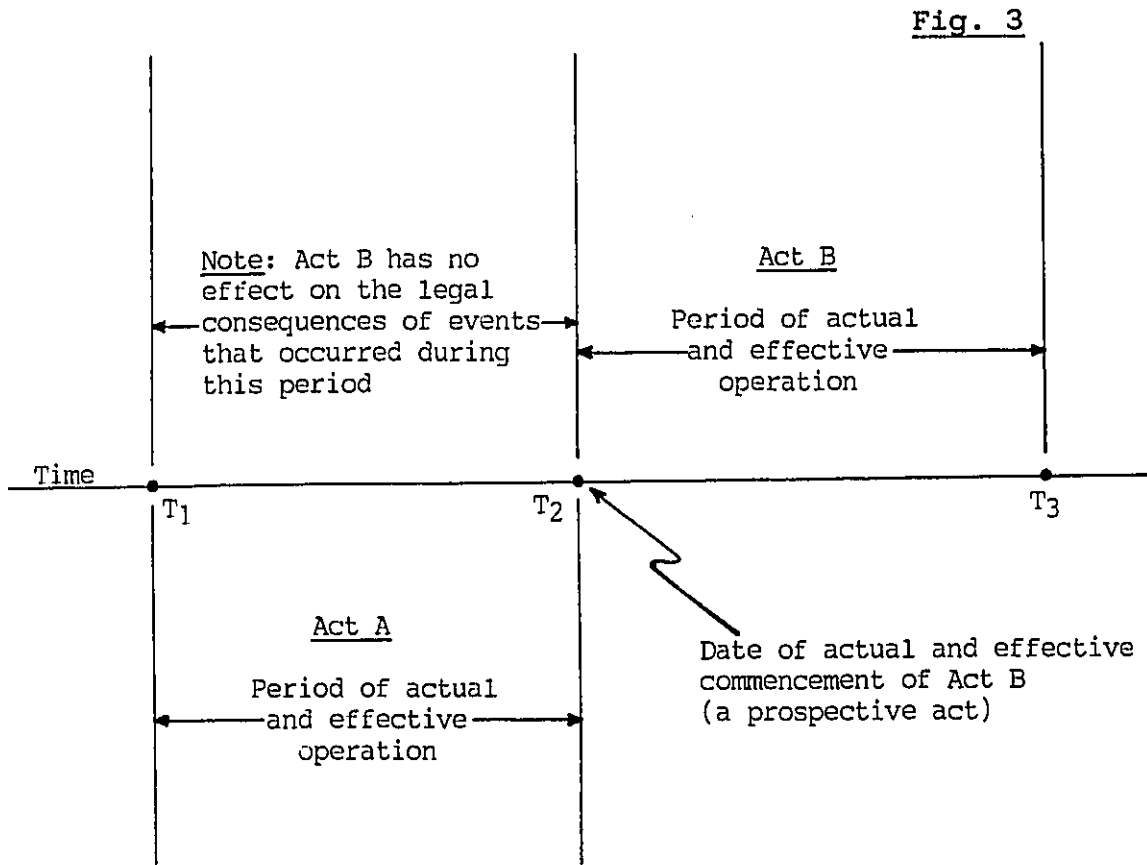 Fig. 3
Note: Act B has no
effect on the legal
consequences of events
that occurred during
this period
Act B
Period of actual
and effective
operation
Time
T1
T2
T3
Act A
Period of actual
and effective
operation
Date of actual and effective
commencement of Act B
(a prospective act)